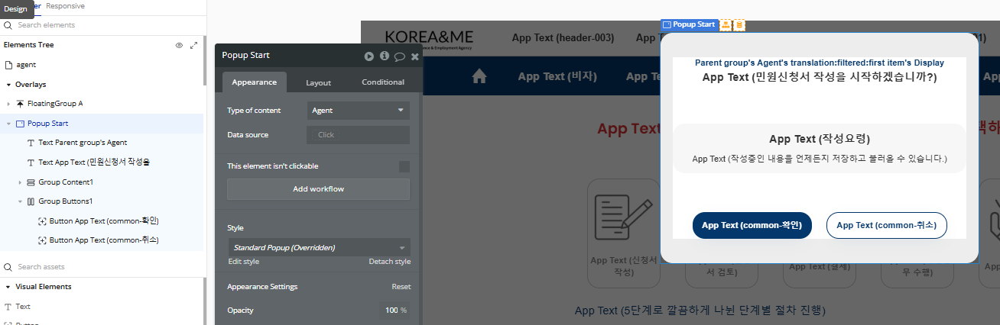 Design
Responsive
Search elements
Elements Tree
agent
Overlays
FloatingGroup A
Popup Start
Text Parent group's Agent
Text App Text (민원신청서 작성을
Group Content1
Group Buttons1
Button App Text (common-확인)
Button App Text (common-취소)
Search assets
Visual Elements
Text
Popup Start
Appearance
Layout
Conditional
Type of content
Agent
Data source
Click
This element isn't clickable
Add workflow
Style
Standard Popup (Overridden)
Edit style
Detach style
Appearance Settings
Reset
Opacity
100 %
KOREA&ME
& Employment Agency
App Text (header-003)
App Text (비자)
App Text
Popup Start
Parent group's Agent's translation:filtered:first item's Display
App Text (민원신청서 작성을 시작하겠습니까?)
App Text (작성요령)
App Text (작성중인 내용을 언제든지 저장하고 불러올 수 있습니다.)
App Text (common-확인)
App Text (common-취소)
App Text (신청서
작성)
서 검토)
App Text (결제)
무 수행)
App Text (5단계로 깔끔하게 나뉜 단계별 절차 진행)